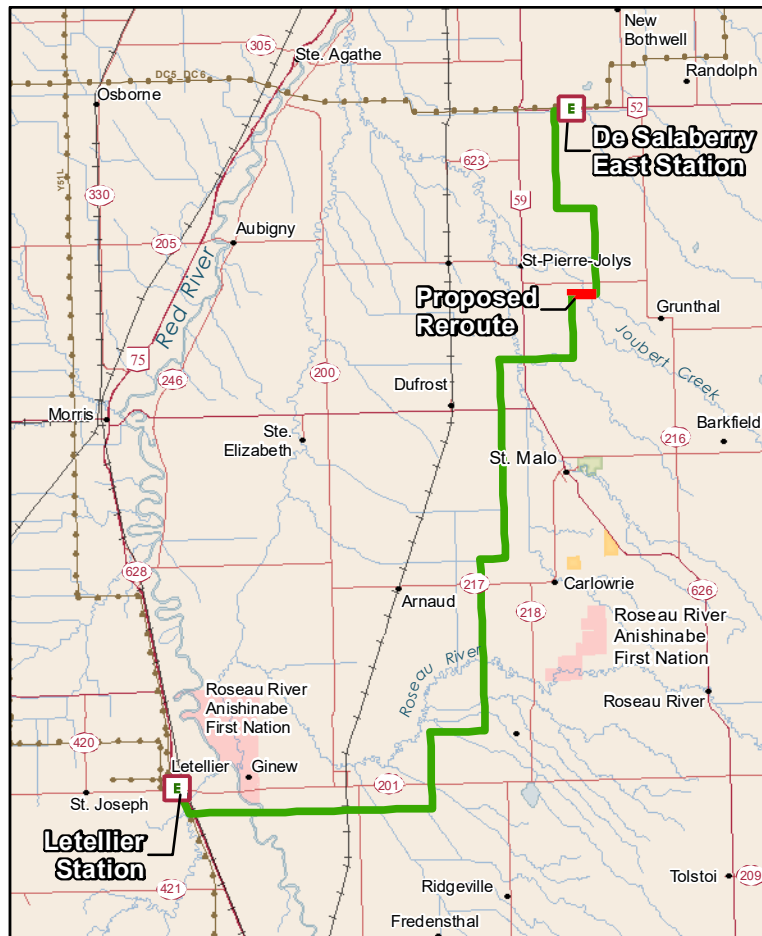 New
Bothwell
305
Ste. Agathe
Randolph
DC5_DC6
Osborne
E
52
De Salaberry
East Station
623
Y51L
330
59
205
Aubigny
Red River
St-Pierre-Jolys
Proposed
Reroute
Grunthal
Joubert Creek
75
246
200
Dufrost
Morris
Ste.
Elizabeth
216
Barkfield
St. Malo
628
217
Carlowrie
Arnaud
218
626
Roseau River
Anishinabe
First Nation
Roseau River
Roseau River
Anishinabe
First Nation
Roseau River
420
Letellier
Ginew
E
201
St. Joseph
Letellier
Station
421
Tolstoi
209
Ridgeville
Fredensthal